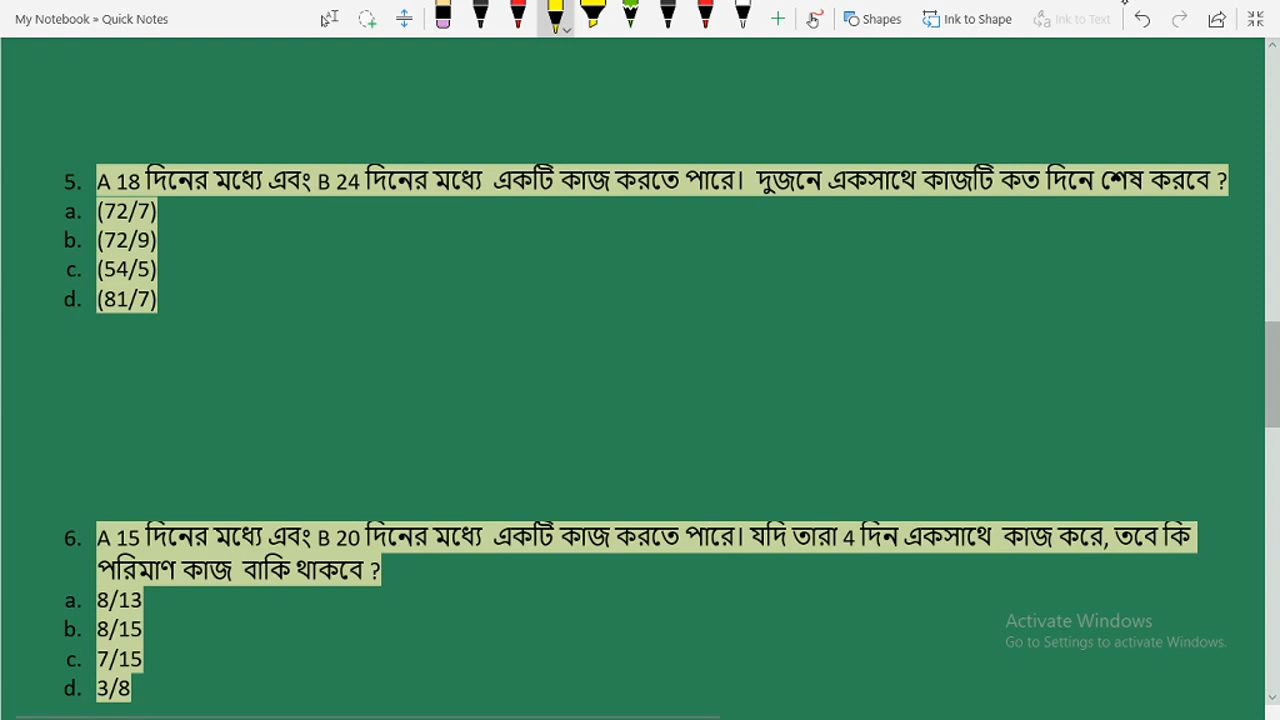 My Notebook » Quick Notes
Shapes
Ink to Shape
Ink to Text
5. A 18 দিনের মধ্যে এবং B 24 দিনের মধ্যে একটি কাজ করতে পারে। দুজনে একসাথে কাজটি কত দিনে শেষ করবে ?
a. (72/7)
b. (72/9)
c. (54/5)
d. (81/7)
6. A 15 দিনের মধ্যে এবং B 20 দিনের মধ্যে একটি কাজ করতে পারে। যদি তারা 4 দিন একসাথে কাজ করে, তবে কি
পরিমাণ কাজ বাকি থাকবে ?
a. 8/13
b. 8/15
c. 7/15
d. 3/8
Activate Windows
Go to Settings to activate Windows.